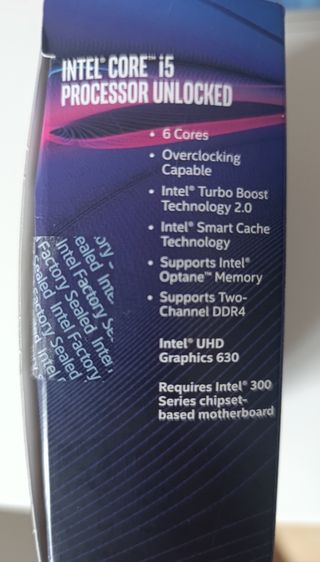 INTEL® CORE™ i5
PROCESSOR UNLOCKED
• 6 Cores
• Overclocking
Capable
• Intel® Turbo Boost
Technology 2.0
• Intel® Smart Cache
Technology
• Supports Intel®
Optane™ Memory
• Supports Two-
Channel DDR4
Intel® UHD
Graphics 630
Requires Intel® 300
Series chipset-
based motherboard
Intel Factory Sealed
Factory Sealed
Sealed Intel
Intel Factory
Factory Sealed